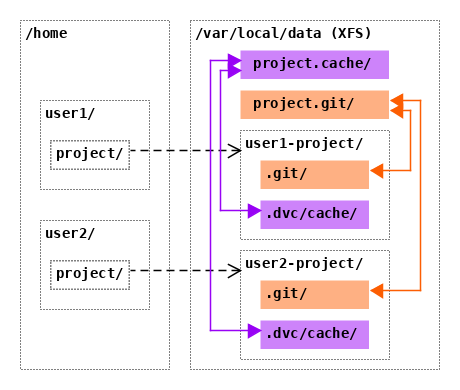 /home
user1/
project/
user2/
project/
/var/local/data (XFS)
project.cache/
project.git/
user1-project/
.git/
.dvc/cache/
user2-project/
.git/
.dvc/cache/